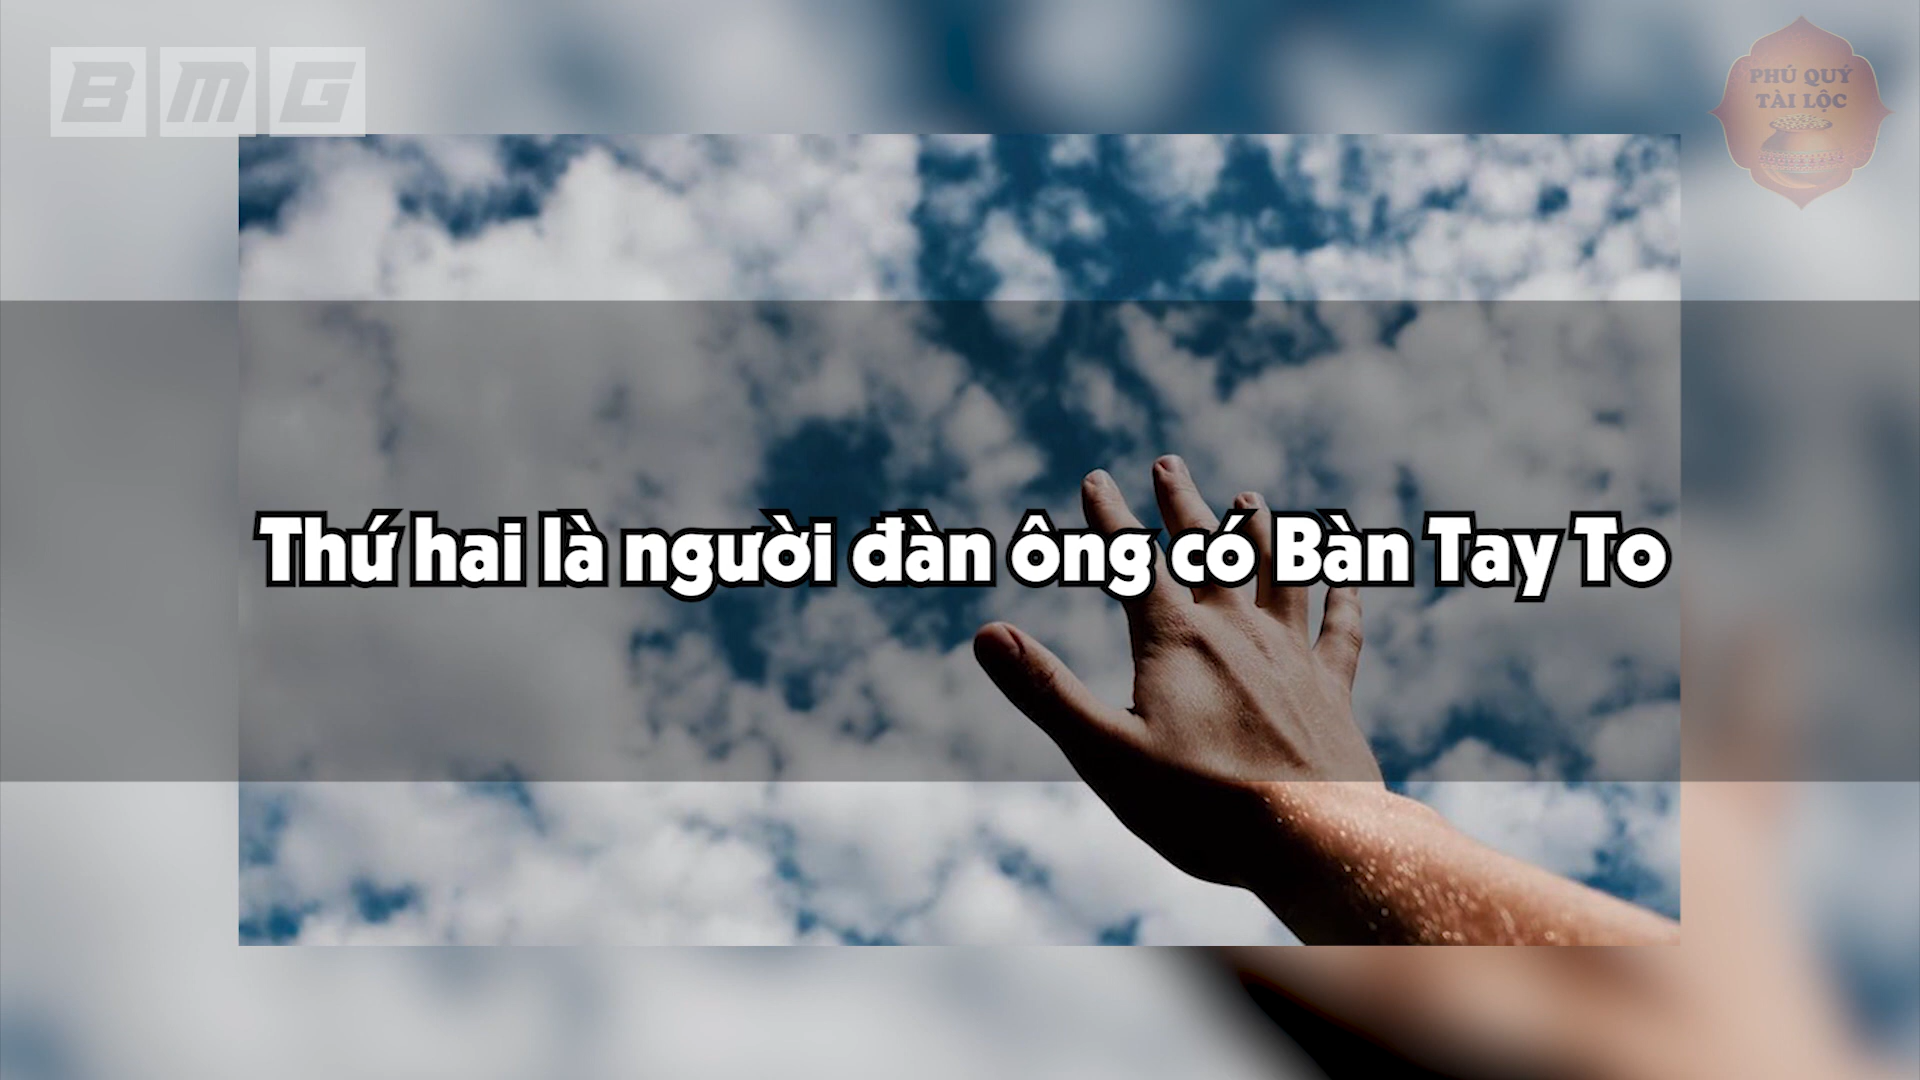 BMG
PHÚ QUÝ
TÀI LỘC
Thứ hai là người đàn ông có Bàn Tay To